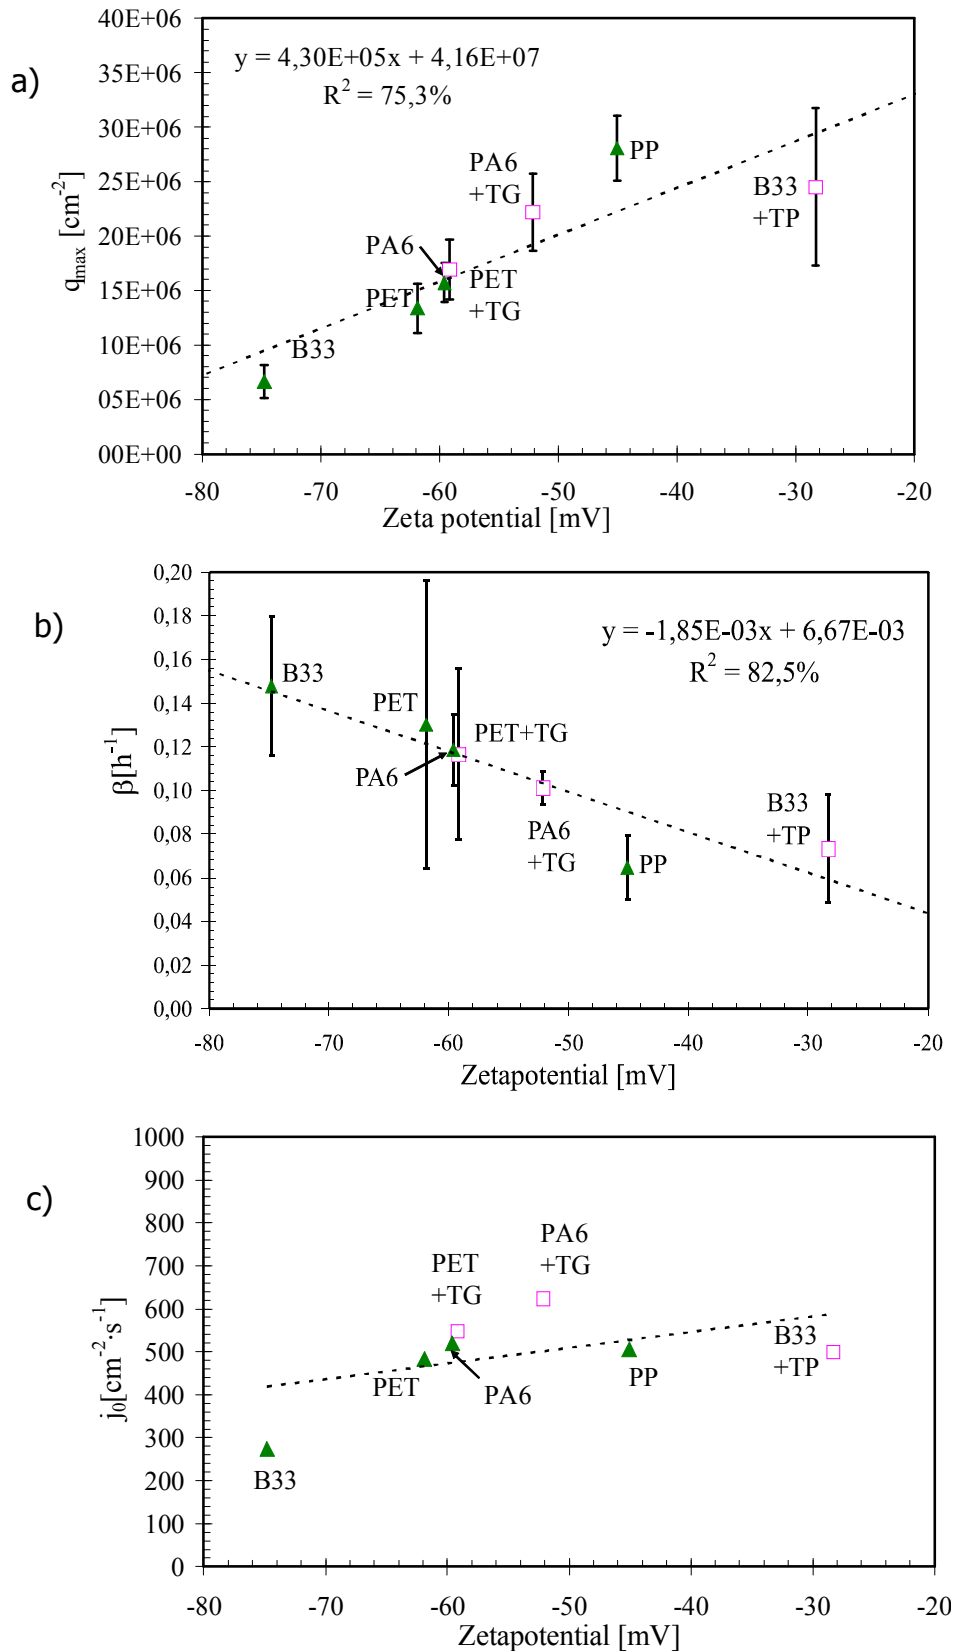 a)
40E+06
35E+06
30E+06
25E+06
20E+06
15E+06
10E+06
05E+06
00E+00
q_max [cm⁻²]
y = 4,30E+05x + 4,16E+07
R² = 75,3%
PP
PA6
+TG
B33
+TP
PA6
PET
PET
+TG
B33
-80 -70 -60 -50 -40 -30 -20
Zeta potential [mV]
b)
0,20
0,18
0,16
0,14
0,12
0,10
0,08
0,06
0,04
0,02
0,00
β[h⁻¹]
y = -1,85E-03x + 6,67E-03
R² = 82,5%
B33
PET
PET+TG
PA6
PA6
+TG
B33
+TP
PP
-80 -70 -60 -50 -40 -30 -20
Zetapotential [mV]
c)
1000
900
800
700
600
500
400
300
200
100
0
j₀[cm⁻²·s⁻¹]
PA6
+TG
PET
+TG
B33
+TP
PET
PA6
PP
B33
-80 -70 -60 -50 -40 -30 -20
Zetapotential [mV]